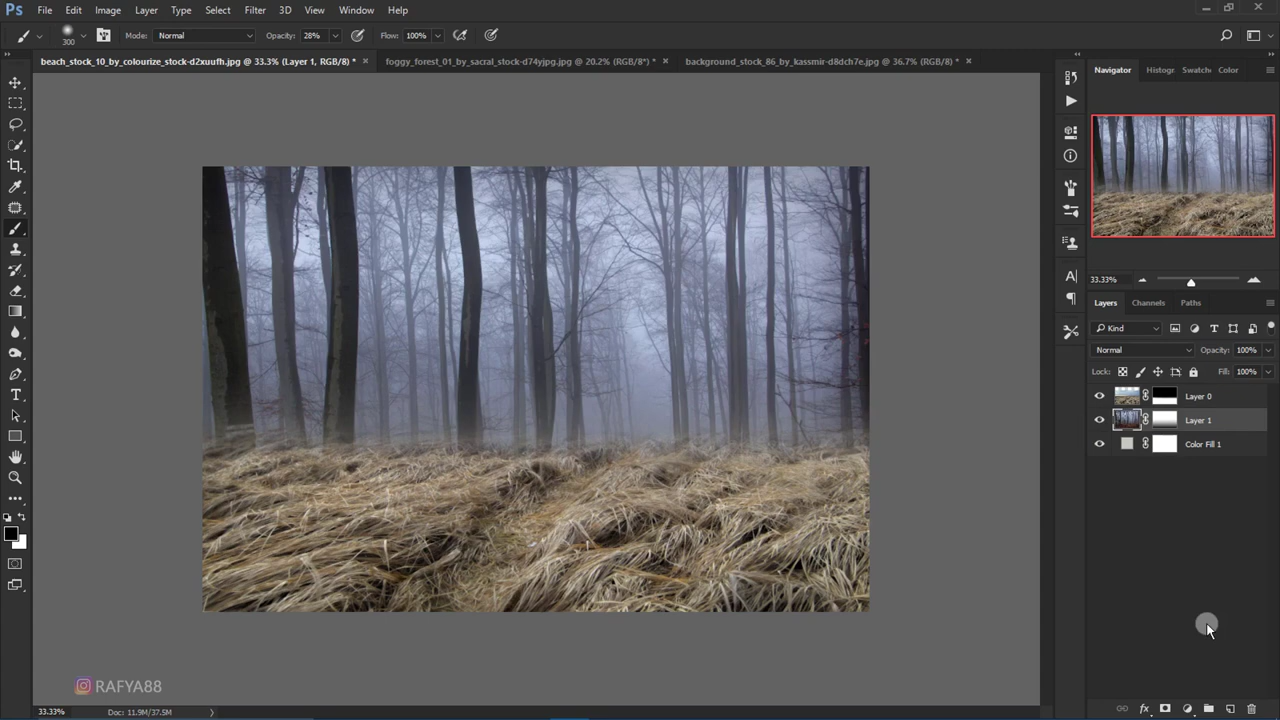 Ps File Edit Image Layer Type Select Filter 3D View Window Help
300 Mode: Normal Opacity: 28% Flow: 100%
beach_stock_10_by_colourize_stock-d2xuufh.jpg @ 33.3% (Layer 1, RGB/8) * × foggy_forest_01_by_sacral_stock-d74yjpg.jpg @ 20.2% (RGB/8*) * × background_stock_86_by_kassmir-d8dch7e.jpg @ 36.7% (RGB/8) * ×
Navigator Histogr Swatch Color
33.33%
Layers Channels Paths
Kind
Normal Opacity: 100%
Lock: Fill: 100%
Layer 0
Layer 1
Color Fill 1
RAFYA88
33.33% Doc: 11.9M/37.5M